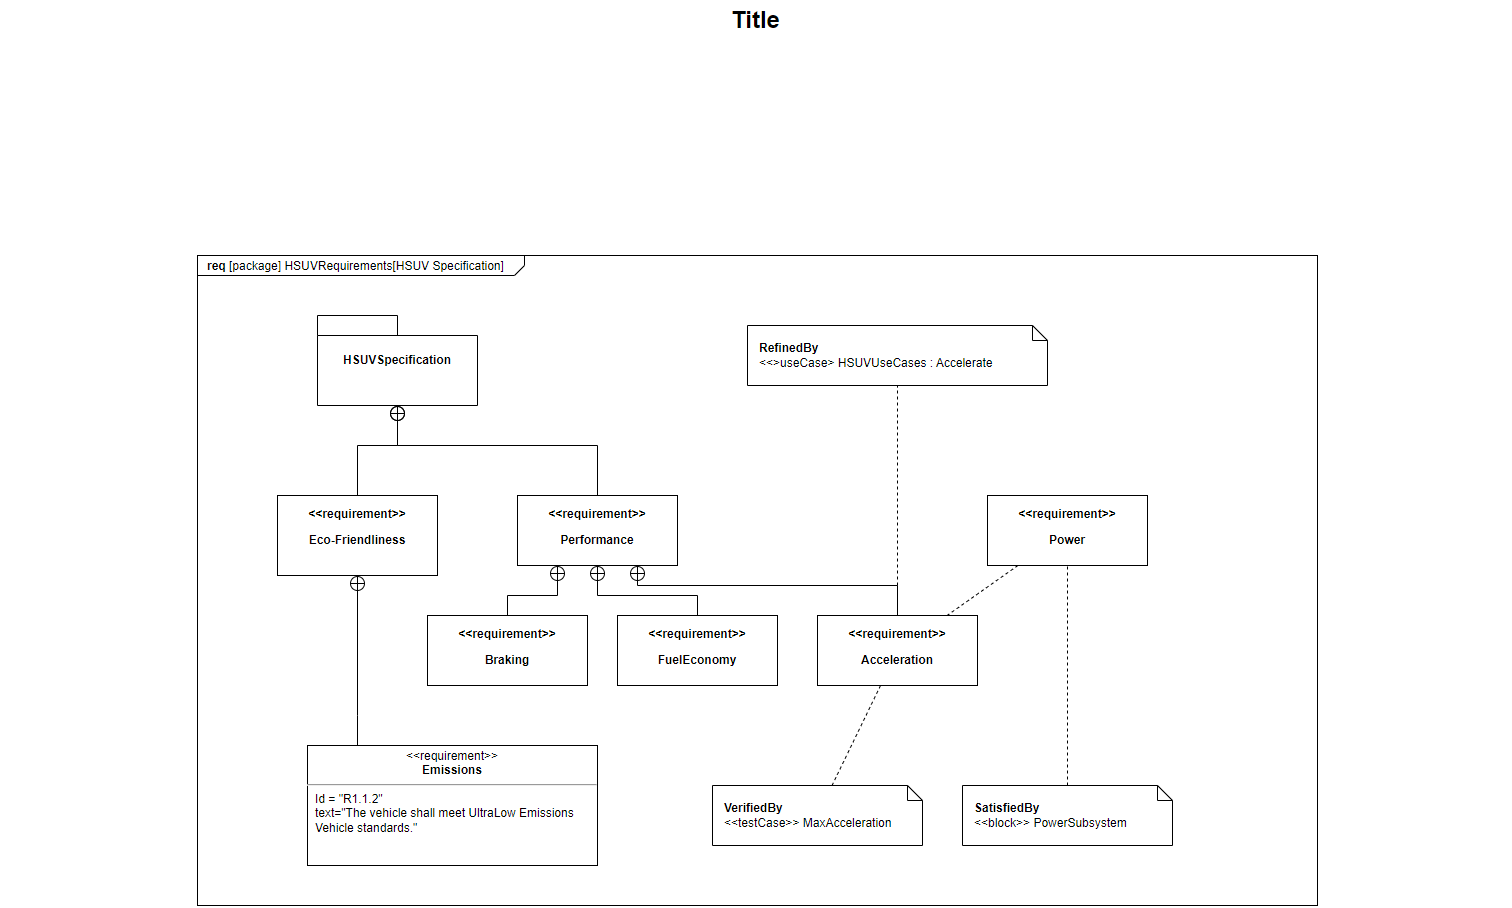 Title
req [package] HSUVRequirements[HSUV Specification]
HSUVSpecification
RefinedBy
<<>useCase> HSUVUseCases : Accelerate
<<requirement>>
Eco-Friendliness
<<requirement>>
Performance
<<requirement>>
Power
<<requirement>>
Braking
<<requirement>>
FuelEconomy
<<requirement>>
Acceleration
<<requirement>>
Emissions
Id = "R1.1.2"
text="The vehicle shall meet UltraLow Emissions
Vehicle standards."
VerifiedBy
<<testCase>> MaxAcceleration
SatisfiedBy
<<block>> PowerSubsystem